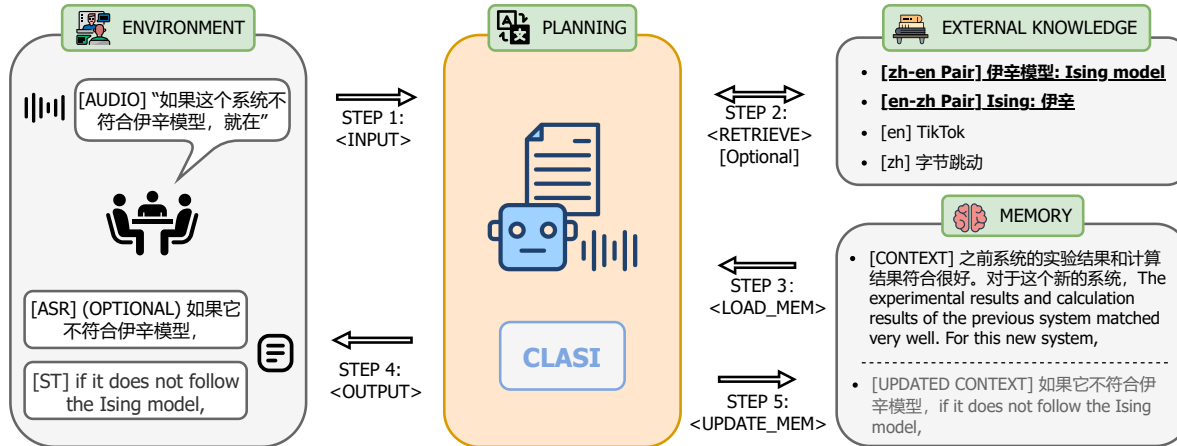 ENVIRONMENT
[AUDIO] “如果这个系统不
符合伊辛模型，就在”
[ASR] (OPTIONAL) 如果它
不符合伊辛模型，
[ST] if it does not follow
the Ising model,
STEP 1:
<INPUT>
STEP 4:
<OUTPUT>
PLANNING
CLASI
STEP 2:
<RETRIEVE>
[Optional]
STEP 3:
<LOAD_MEM>
STEP 5:
<UPDATE_MEM>
EXTERNAL KNOWLEDGE
• [zh-en Pair] 伊辛模型: Ising model
• [en-zh Pair] Ising: 伊辛
• [en] TikTok
• [zh] 字节跳动
MEMORY
• [CONTEXT] 之前系统的实验结果和计算
结果符合很好。对于这个新的系统，The
experimental results and calculation
results of the previous system matched
very well. For this new system,
• [UPDATED CONTEXT] 如果它不符合伊
辛模型，if it does not follow the Ising
model,